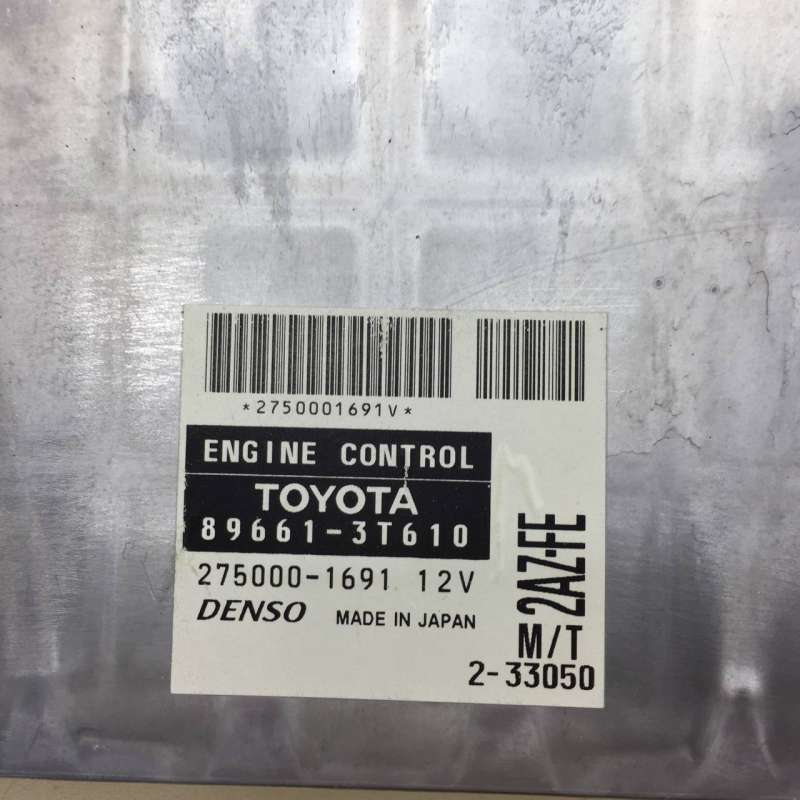 *2750001691V*
ENGINE CONTROL
TOYOTA
89661-3T610
275000-1691 12V
DENSO MADE IN JAPAN
2AZ-FE
M/T
2-33050